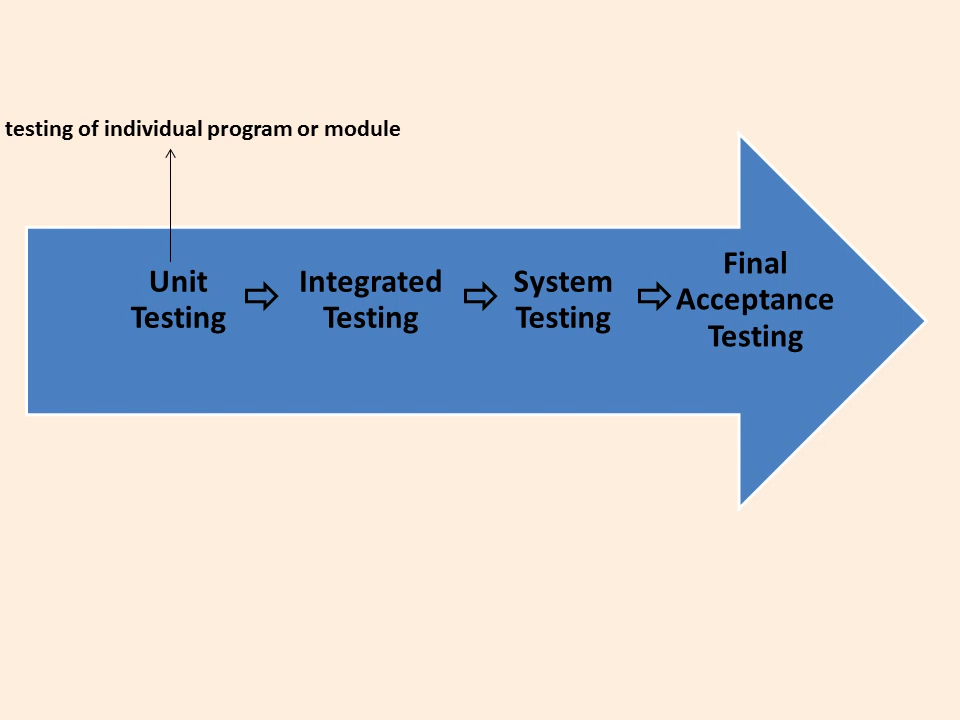 testing of individual program or module
Unit
Testing
Integrated
Testing
System
Testing
Final
Acceptance
Testing